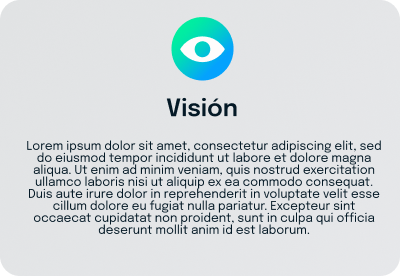 Visión
Lorem ipsum dolor sit amet, consectetur adipiscing elit, sed
do eiusmod tempor incididunt ut labore et dolore magna
aliqua. Ut enim ad minim veniam, quis nostrud exercitation
ullamco laboris nisi ut aliquip ex ea commodo consequat.
Duis aute irure dolor in reprehenderit in voluptate velit esse
cillum dolore eu fugiat nulla pariatur. Excepteur sint
occaecat cupidatat non proident, sunt in culpa qui officia
deserunt mollit anim id est laborum.